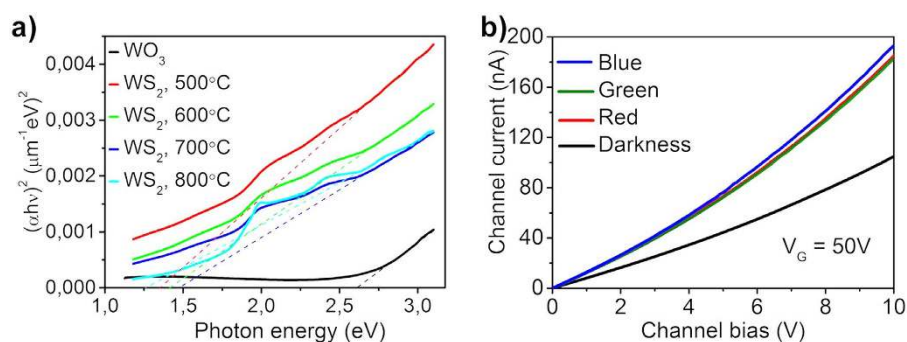 a)
0,004
0,003
0,002
0,001
0,000
(αhν)² (μm⁻¹eV)²
WO₃
WS₂, 500°C
WS₂, 600°C
WS₂, 700°C
WS₂, 800°C
1,0 1,5 2,0 2,5 3,0
Photon energy (eV)
b)
200
160
120
80
40
0
Channel current (nA)
Blue
Green
Red
Darkness
V_G = 50V
0 2 4 6 8 10
Channel bias (V)